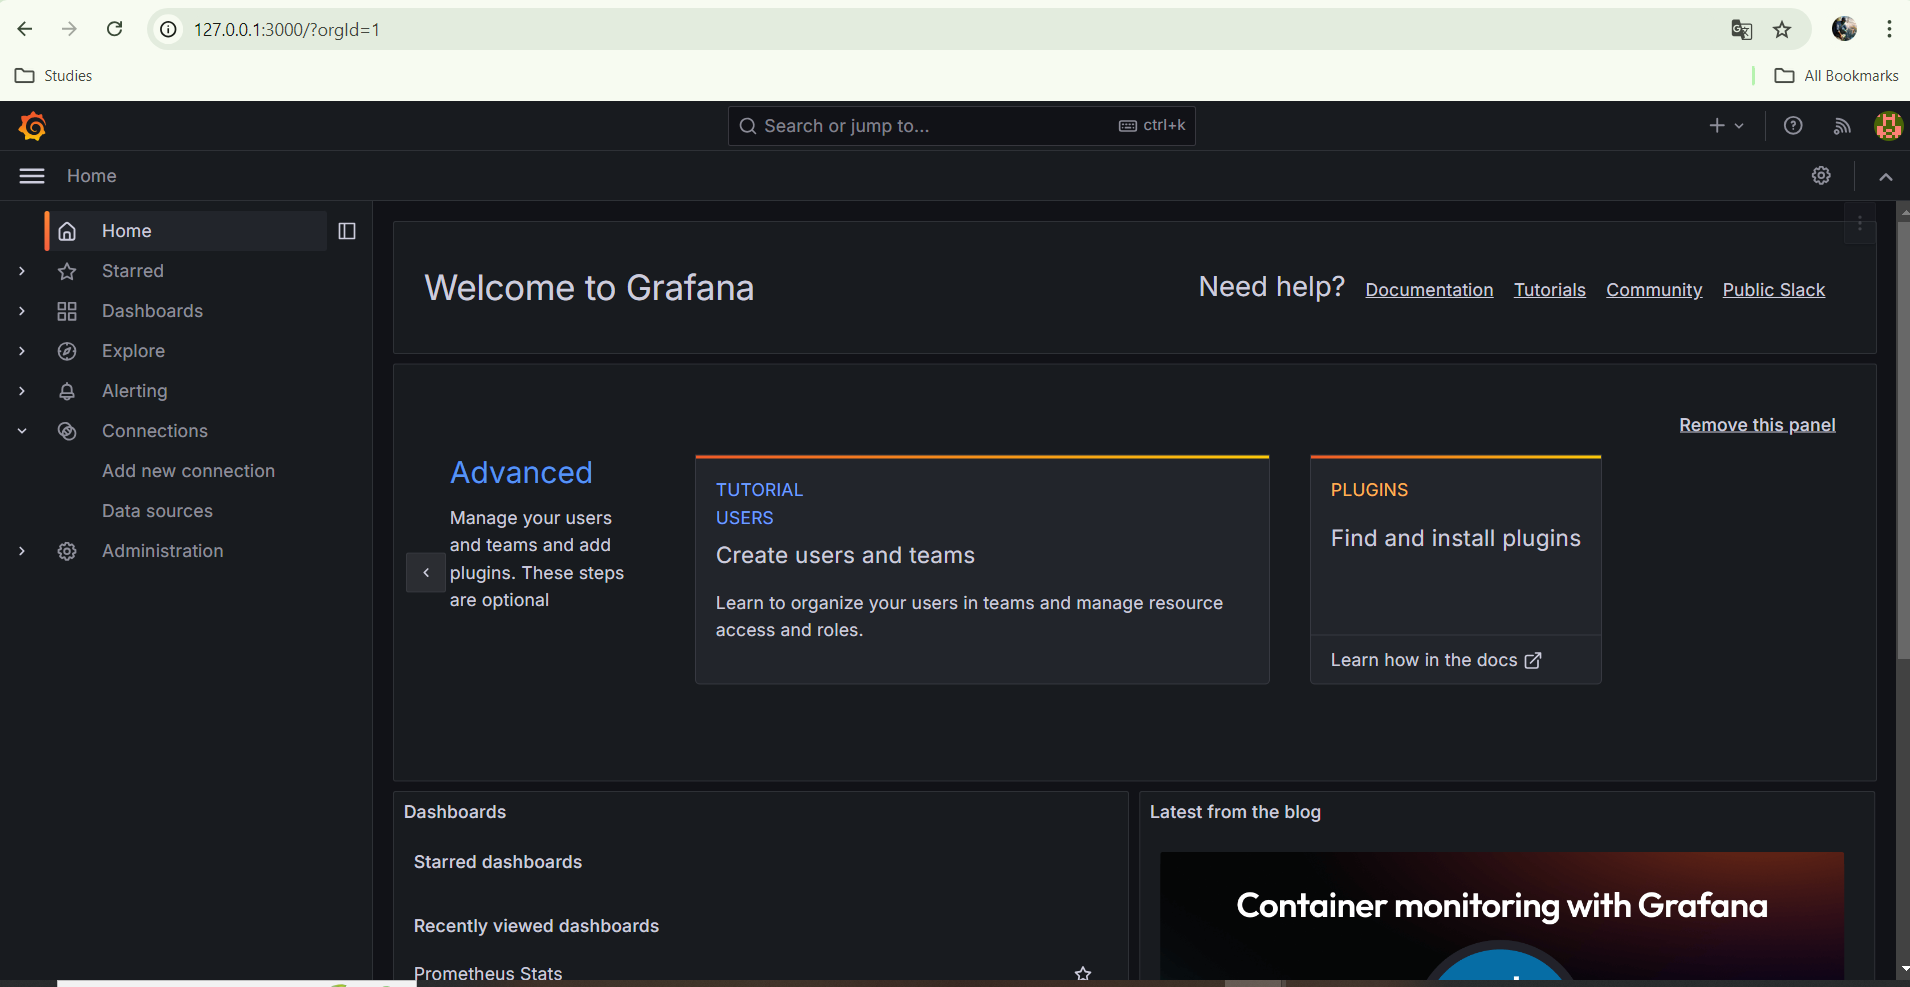 127.0.0.1:3000/?orgId=1
Studies
All Bookmarks
Search or jump to...
ctrl+k
Home
Home
Starred
Dashboards
Explore
Alerting
Connections
Add new connection
Data sources
Administration
Welcome to Grafana
Need help?
Documentation
Tutorials
Community
Public Slack
Remove this panel
Advanced
Manage your users
and teams and add
plugins. These steps
are optional
TUTORIAL
USERS
Create users and teams
Learn to organize your users in teams and manage resource
access and roles.
PLUGINS
Find and install plugins
Learn how in the docs
Dashboards
Starred dashboards
Recently viewed dashboards
Prometheus Stats
Latest from the blog
Container monitoring with Grafana